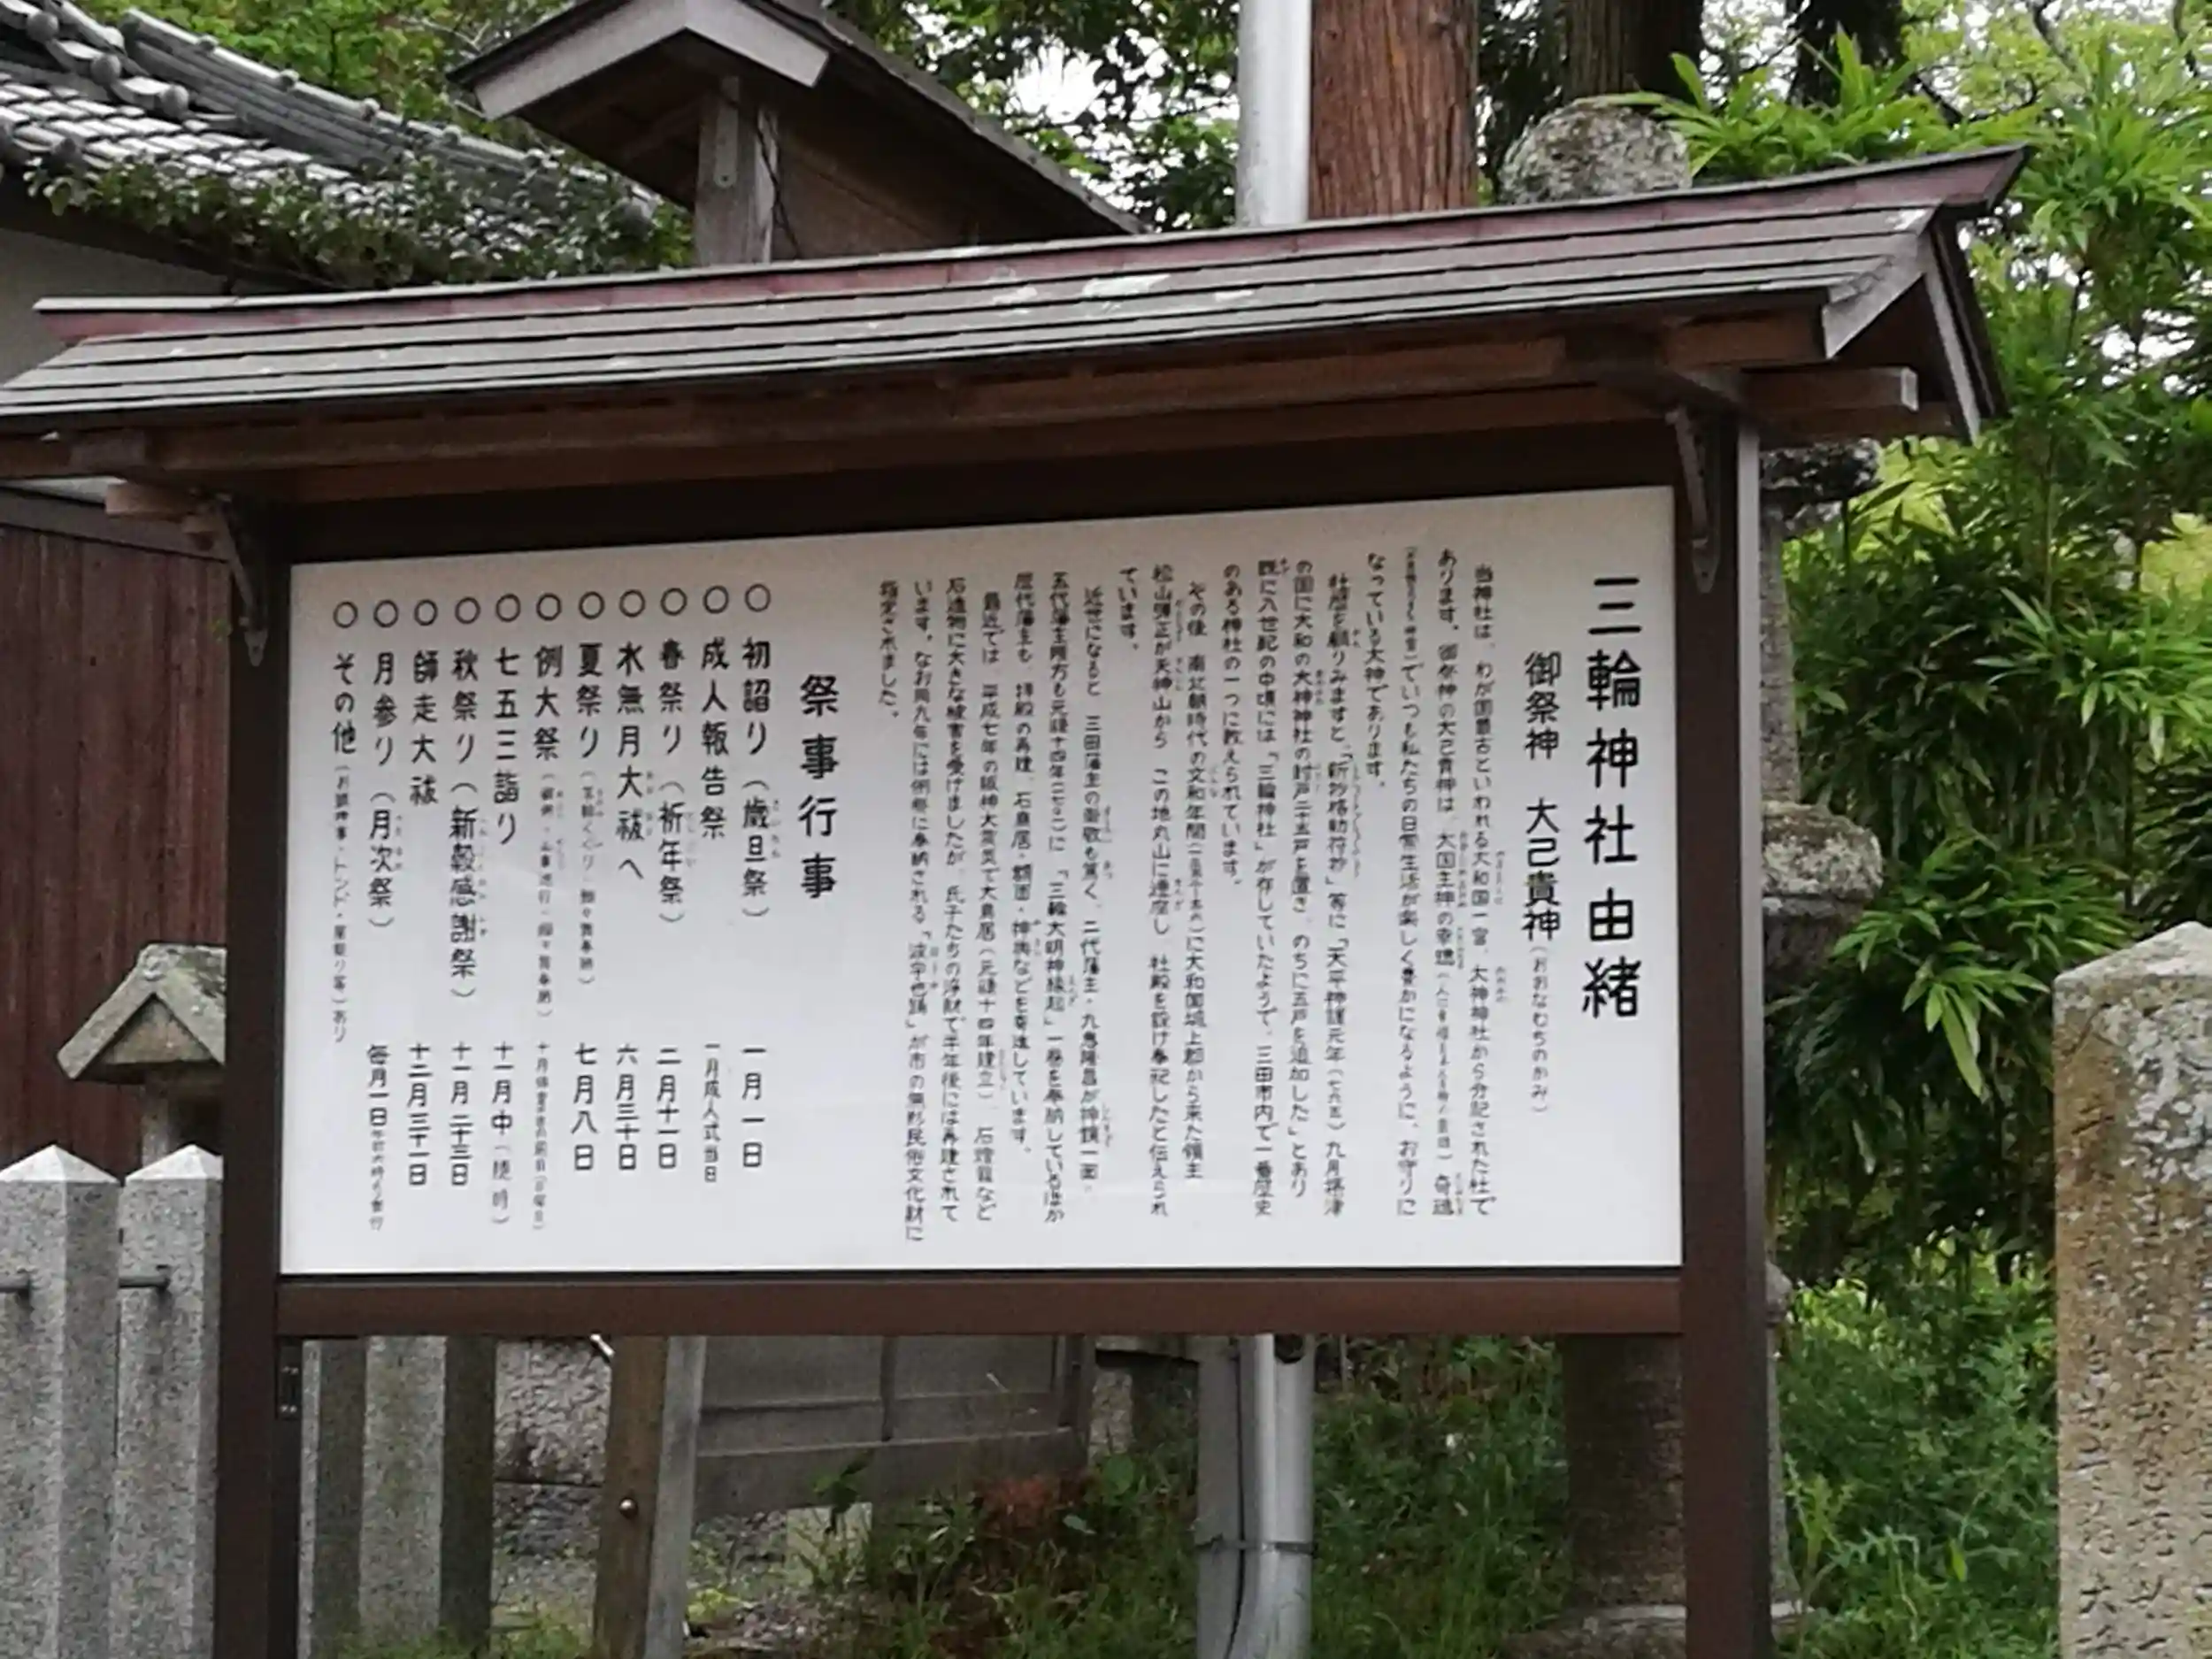 三輪神社由緒
御祭神 大己貴神(おおなむちのかみ)
当神社は、わが国最古といわれる大和国一宮、大神神社から分祀された社で
あります。御祭神の大己貴神は、大国主神の幸魂
でいつも私たちの日常生活が楽しく豊かになるように、お守りに
なっている大神であります。
社歴を顧りみますと、「新抄格勅符抄」等に「天平神護元年(七六五)九月摂津
の国に大和の大神神社の封戸二十五戸を置き、のちに五戸を追加した」とあり
既に八世紀の中頃には「三輪神社」が存していたようで、三田市内で一番歴史
のある神社の一つに数えられています。
その後、南北朝時代の文和年間に大和国城上郡から来た領主
松山弾正が天神山から、この地丸山に遷座し、社殿を設け奉祀したと伝えられ
ています。
近世になると、三田藩主の崇敬も篤く、二代藩主・九鬼隆昌が神鏡一面・
五代藩主隆方も元禄十四年に「三輪大明神縁起」一巻を奉納しているほか
歴代藩主も、拝殿の再建、石鳥居・額面・神輿などを寄進しています。
最近では、平成七年の阪神大震災で大鳥居(元禄十四年建立)、石燈籠など
石造物に大きな被害を受けましたが、氏子たちの浄財で半年後には再建されて
います。なお同九年には例祭に奉納される「が市の無形民俗文化財に
指定されました。
祭事行事
○初詣り(歳旦祭) 一月一日
○成人報告祭 一月成人式当日
○春祭り(祈年祭) 二月十一日
○水無月大祓へ 六月三十日
○夏祭り 七月八日
○例大祭
○七五三詣り 十一月中
○秋祭り(新穀感謝祭) 十一月二十三日
○師走大祓 十二月三十一日
○月参り(月次祭) 毎月一日
○その他